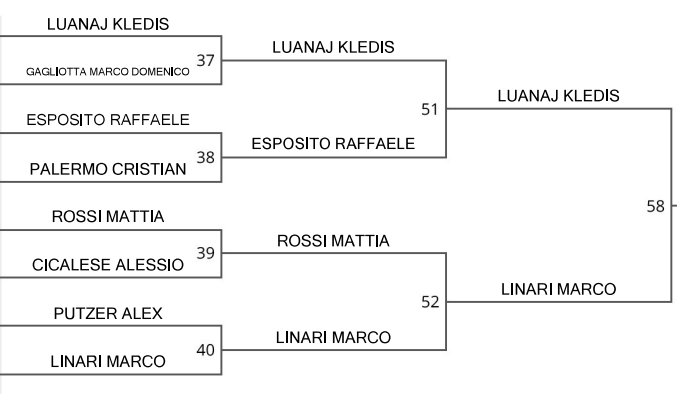 LUANAJ KLEDIS
37
GAGLIOTTA MARCO DOMENICO
LUANAJ KLEDIS
51
ESPOSITO RAFFAELE
38
PALERMO CRISTIAN
ESPOSITO RAFFAELE
LUANAJ KLEDIS
58
ROSSI MATTIA
39
CICALESE ALESSIO
ROSSI MATTIA
52
PUTZER ALEX
40
LINARI MARCO
LINARI MARCO
LINARI MARCO